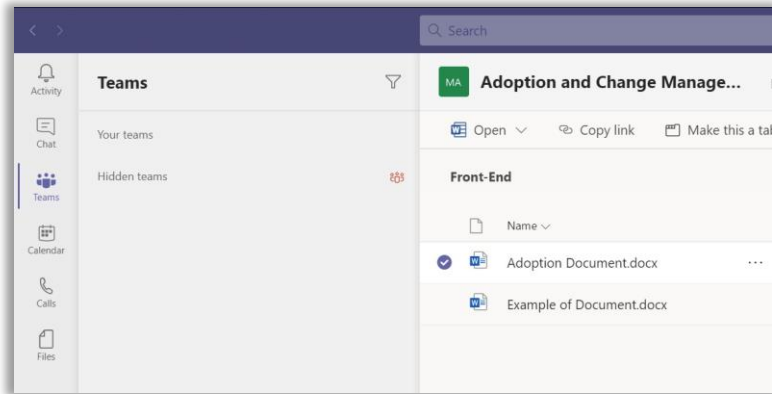 Search
Activity
Chat
Teams
Calendar
Calls
Files
Teams
Your teams
Hidden teams
MA Adoption and Change Manage...
Open Copy link Make this a tab
Front-End
Name
Adoption Document.docx ...
Example of Document.docx